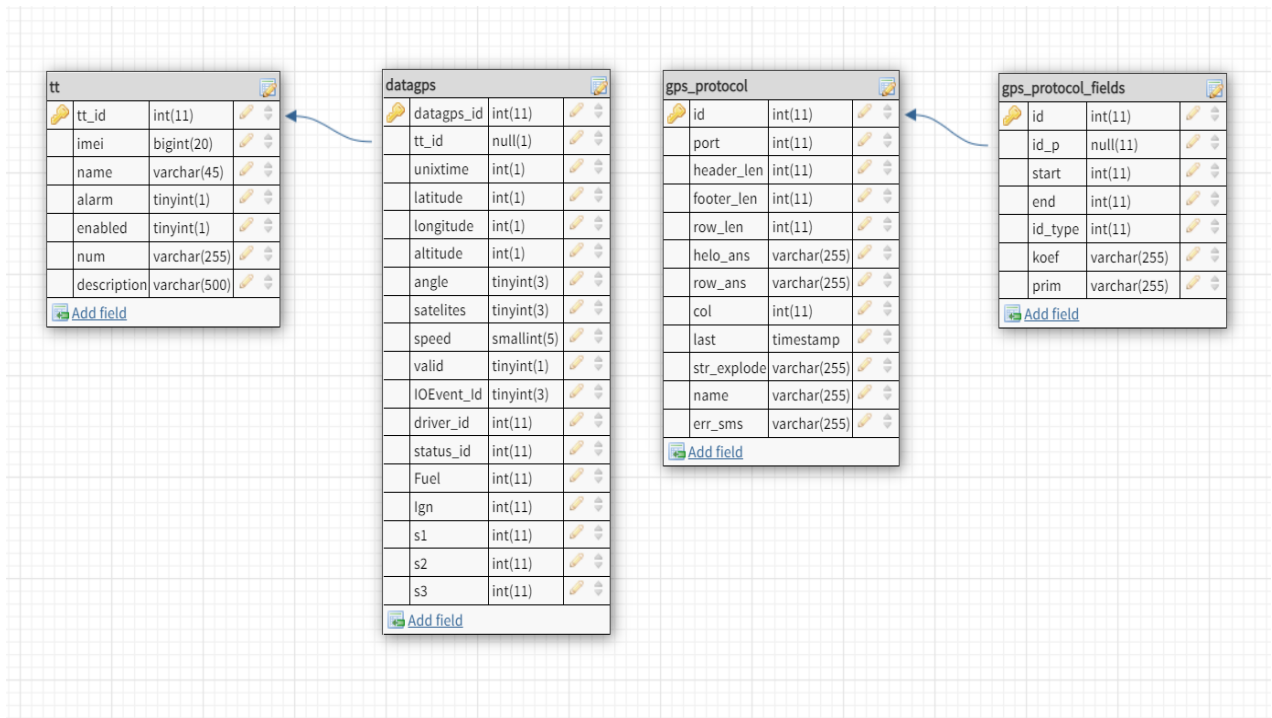 tt
tt_id int(11)
imei bigint(20)
name varchar(45)
alarm tinyint(1)
enabled tinyint(1)
num varchar(255)
description varchar(500)
Add field
datagps
datagps_id int(11)
tt_id null(1)
unixtime int(1)
latitude int(1)
longitude int(1)
altitude int(1)
angle tinyint(3)
satelites tinyint(3)
speed smallint(5)
valid tinyint(1)
IOEvent_Id tinyint(3)
driver_id int(11)
status_id int(11)
Fuel int(11)
Ign int(11)
s1 int(11)
s2 int(11)
s3 int(11)
Add field
gps_protocol
id int(11)
port int(11)
header_len int(11)
footer_len int(11)
row_len int(11)
helo_ans varchar(255)
row_ans varchar(255)
col int(11)
last timestamp
str_explode varchar(255)
name varchar(255)
err_sms varchar(255)
Add field
gps_protocol_fields
id int(11)
id_p null(11)
start int(11)
end int(11)
id_type int(11)
koef varchar(255)
prim varchar(255)
Add field